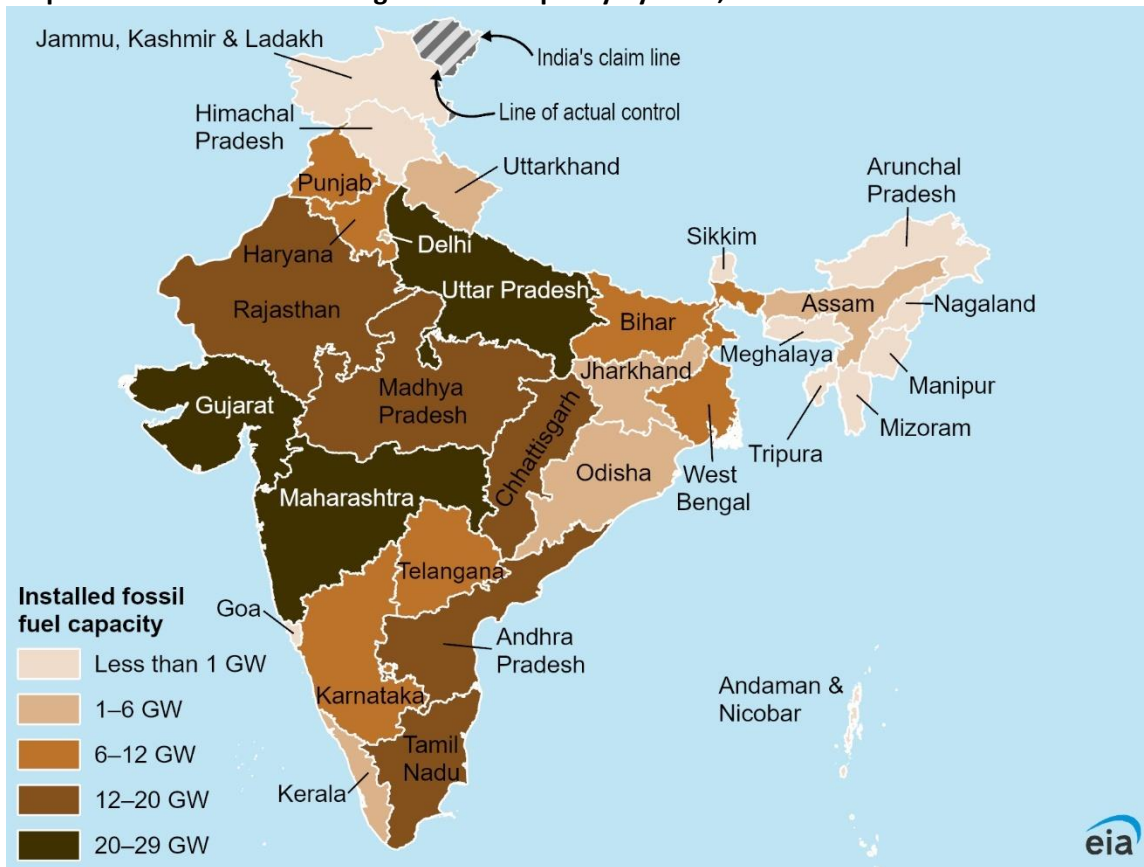 Jammu, Kashmir & Ladakh
India's claim line
Line of actual control
Himachal
Pradesh
Uttarkhand
Punjab
Arunchal
Pradesh
Sikkim
Delhi
Haryana
Uttar Pradesh
Rajasthan
Bihar
Assam
Nagaland
Meghalaya
Jharkhand
Manipur
Madhya
Pradesh
Gujarat
Chhattisgarh
Mizoram
Tripura
Odisha
West
Bengal
Maharashtra
Telangana
Installed fossil
fuel capacity
Goa
Less than 1 GW
Andhra
Pradesh
1–6 GW
Karnataka
Andaman &
Nicobar
6–12 GW
Tamil
Nadu
12–20 GW
Kerala
20–29 GW
eia